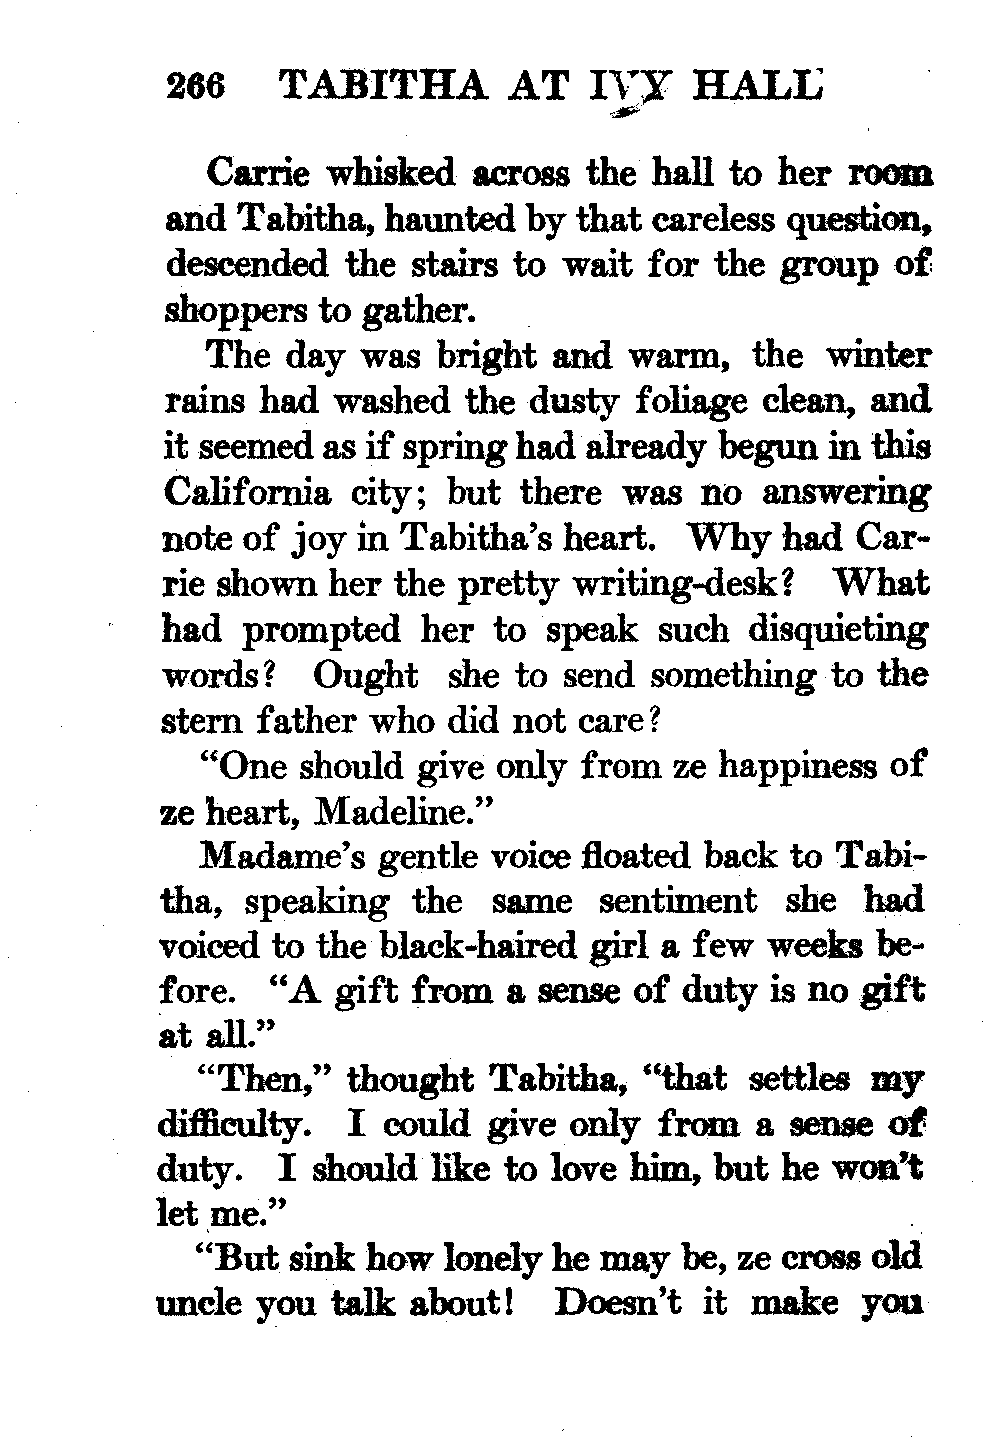 266 TABITHA AT IVY HALL
Carrie whisked across the hall to her room
and Tabitha, haunted by that careless question,
descended the stairs to wait for the group of
shoppers to gather.
The day was bright and warm, the winter
rains had washed the dusty foliage clean, and
it seemed as if spring had already begun in this
California city; but there was no answering
note of joy in Tabitha's heart. Why had Car-
rie shown her the pretty writing-desk? What
had prompted her to speak such disquieting
words? Ought she to send something to the
stern father who did not care?
"One should give only from ze happiness of
ze heart, Madeline."
Madame's gentle voice floated back to Tabi-
tha, speaking the same sentiment she had
voiced to the black-haired girl a few weeks be-
fore. "A gift from a sense of duty is no gift
at all."
"Then," thought Tabitha, "that settles my
difficulty. I could give only from a sense of
duty. I should like to love him, but he won't
let me."
"But sink how lonely he may be, ze cross old
uncle you talk about! Doesn't it make you